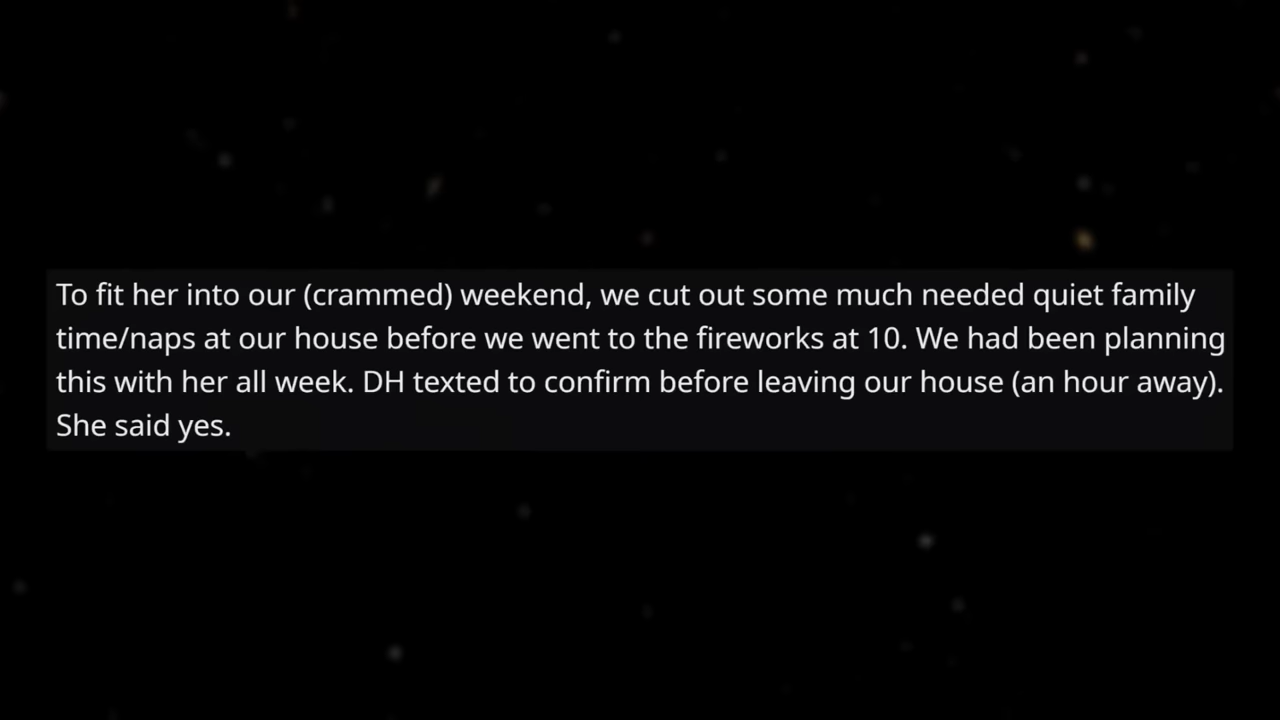 To fit her into our (crammed) weekend, we cut out some much needed quiet family
time/naps at our house before we went to the fireworks at 10. We had been planning
this with her all week. DH texted to confirm before leaving our house (an hour away).
She said yes.